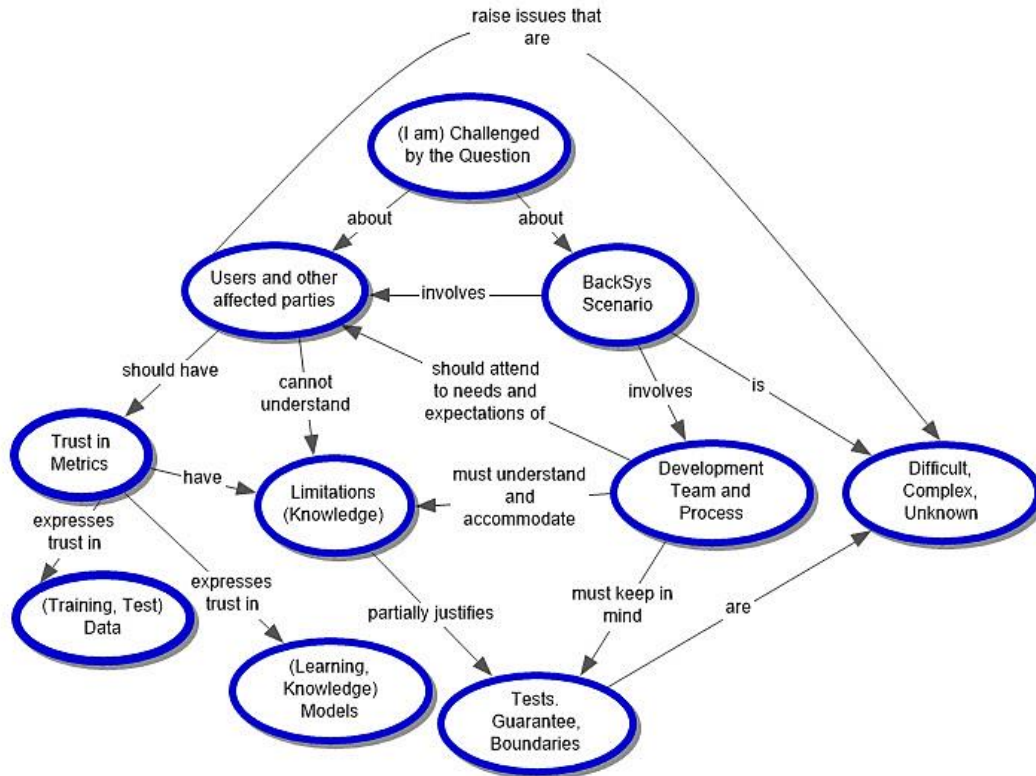 raise issues that
are
(I am) Challenged
by the Question
about
about
Users and other
affected parties
involves
BackSys
Scenario
should have
cannot
understand
should attend
to needs and
expectations of
involves
is
Trust in
Metrics
have
Limitations
(Knowledge)
must understand
and
accommodate
Development
Team and
Process
Difficult,
Complex,
Unknown
expresses
trust in
(Training, Test)
Data
expresses
trust in
partially justifies
must keep in
mind
are
(Learning,
Knowledge)
Models
Tests.
Guarantee,
Boundaries